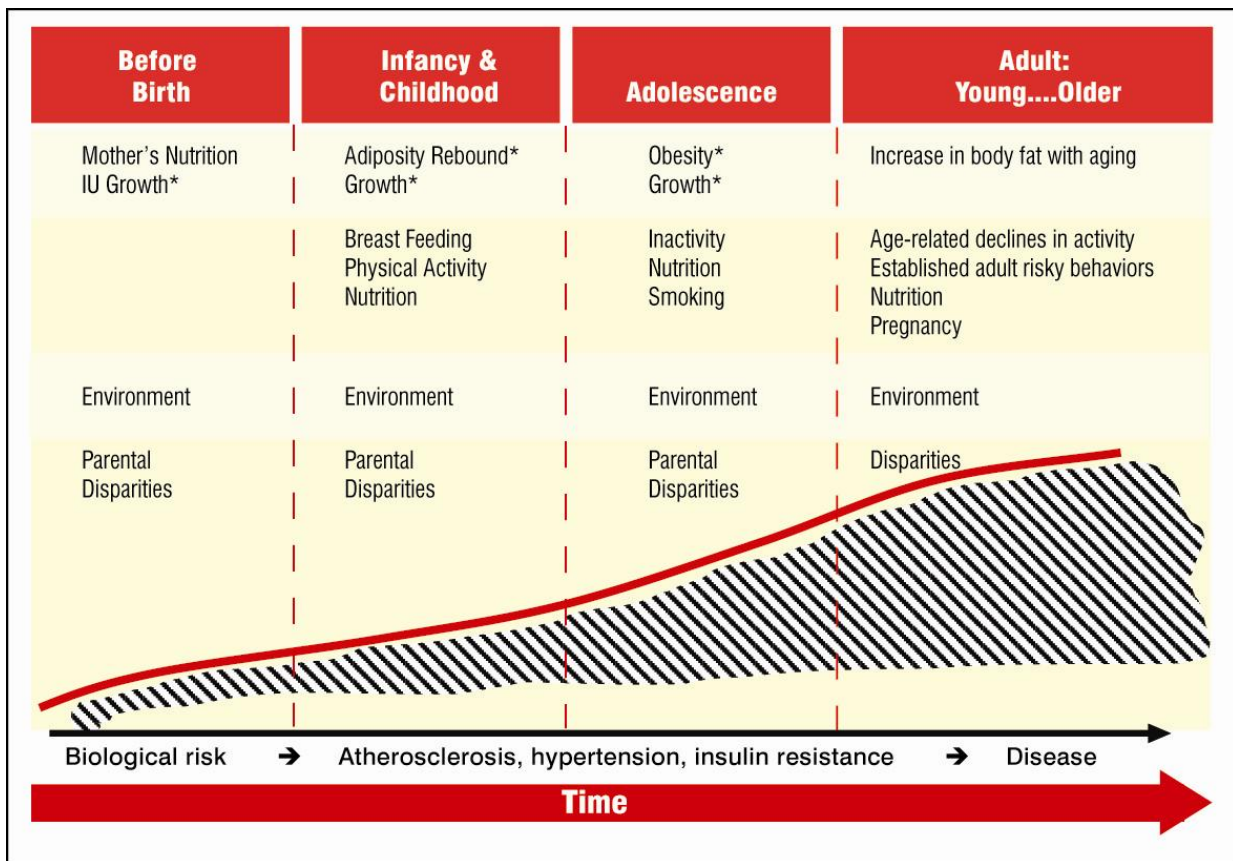 Before
Birth
Infancy &
Childhood
Adolescence
Adult:
Young....Older
Mother's Nutrition
IU Growth*
Adiposity Rebound*
Growth*
Obesity*
Growth*
Increase in body fat with aging
Breast Feeding
Physical Activity
Nutrition
Inactivity
Nutrition
Smoking
Age-related declines in activity
Established adult risky behaviors
Nutrition
Pregnancy
Environment
Environment
Environment
Environment
Parental
Disparities
Parental
Disparities
Parental
Disparities
Disparities
Biological risk ➔ Atherosclerosis, hypertension, insulin resistance ➔ Disease
Time